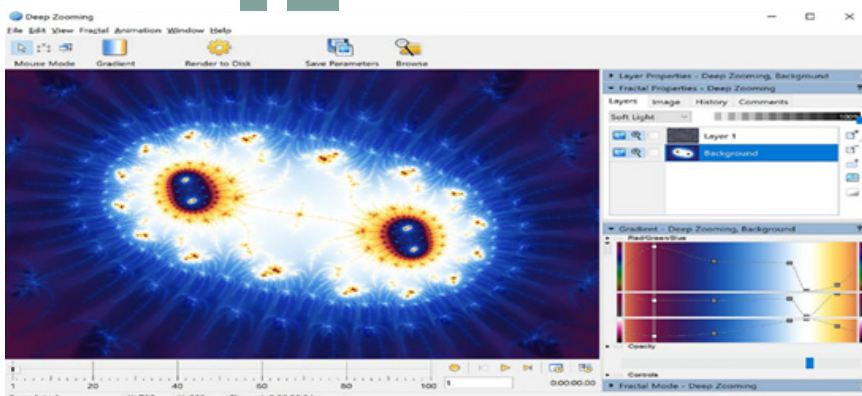 Deep Zooming
File Edit View Fractal Animation Window Help
Mouse Mode Gradient Render to Disk Save Parameters Browse
Layer Properties - Deep Zooming, Background
Fractal Properties - Deep Zooming
Layers Image History Comments
Soft Light 100%
Layer 1
Background
Gradient - Deep Zooming, Background
Red/Green/Blue
Opacity
Controls
Fractal Mode - Deep Zooming
1 20 40 60 80 100 1 0:00:00.00